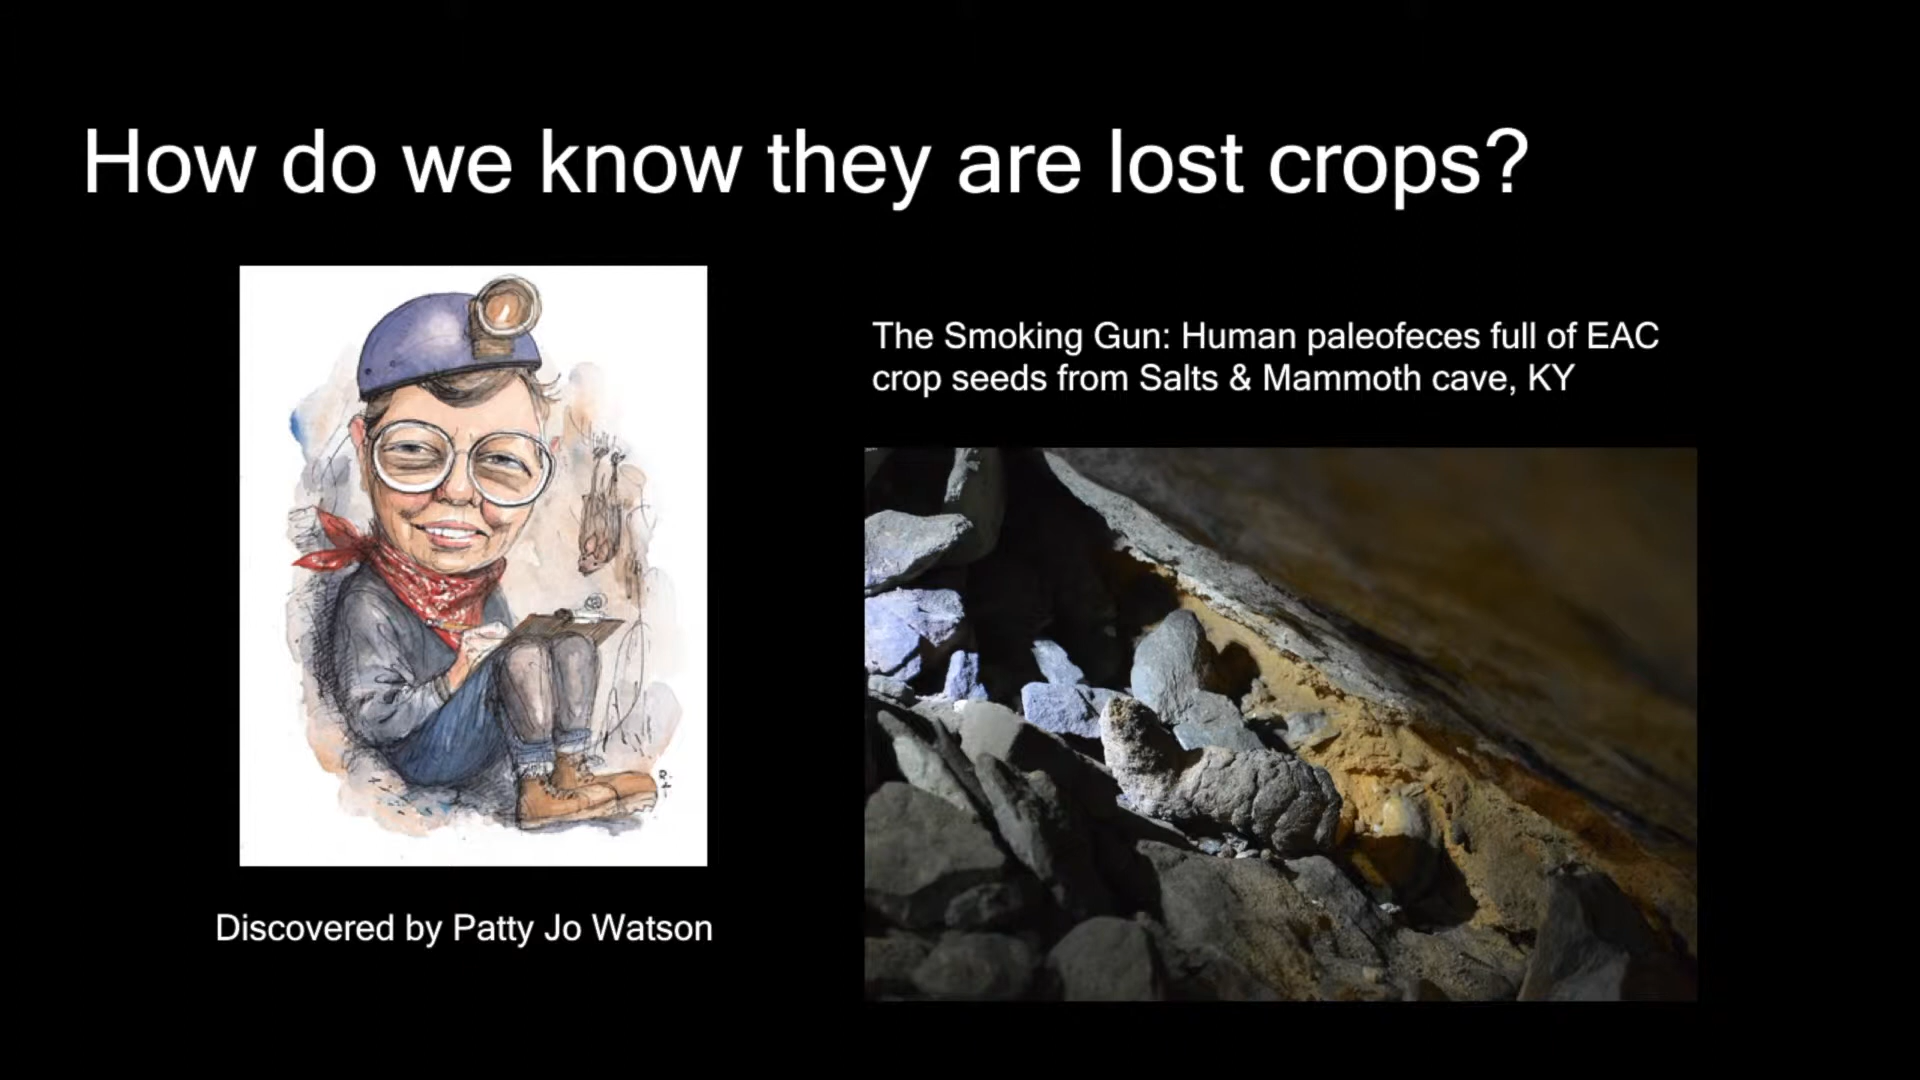 How do we know they are lost crops?
The Smoking Gun: Human paleofeces full of EAC
crop seeds from Salts & Mammoth cave, KY
Discovered by Patty Jo Watson